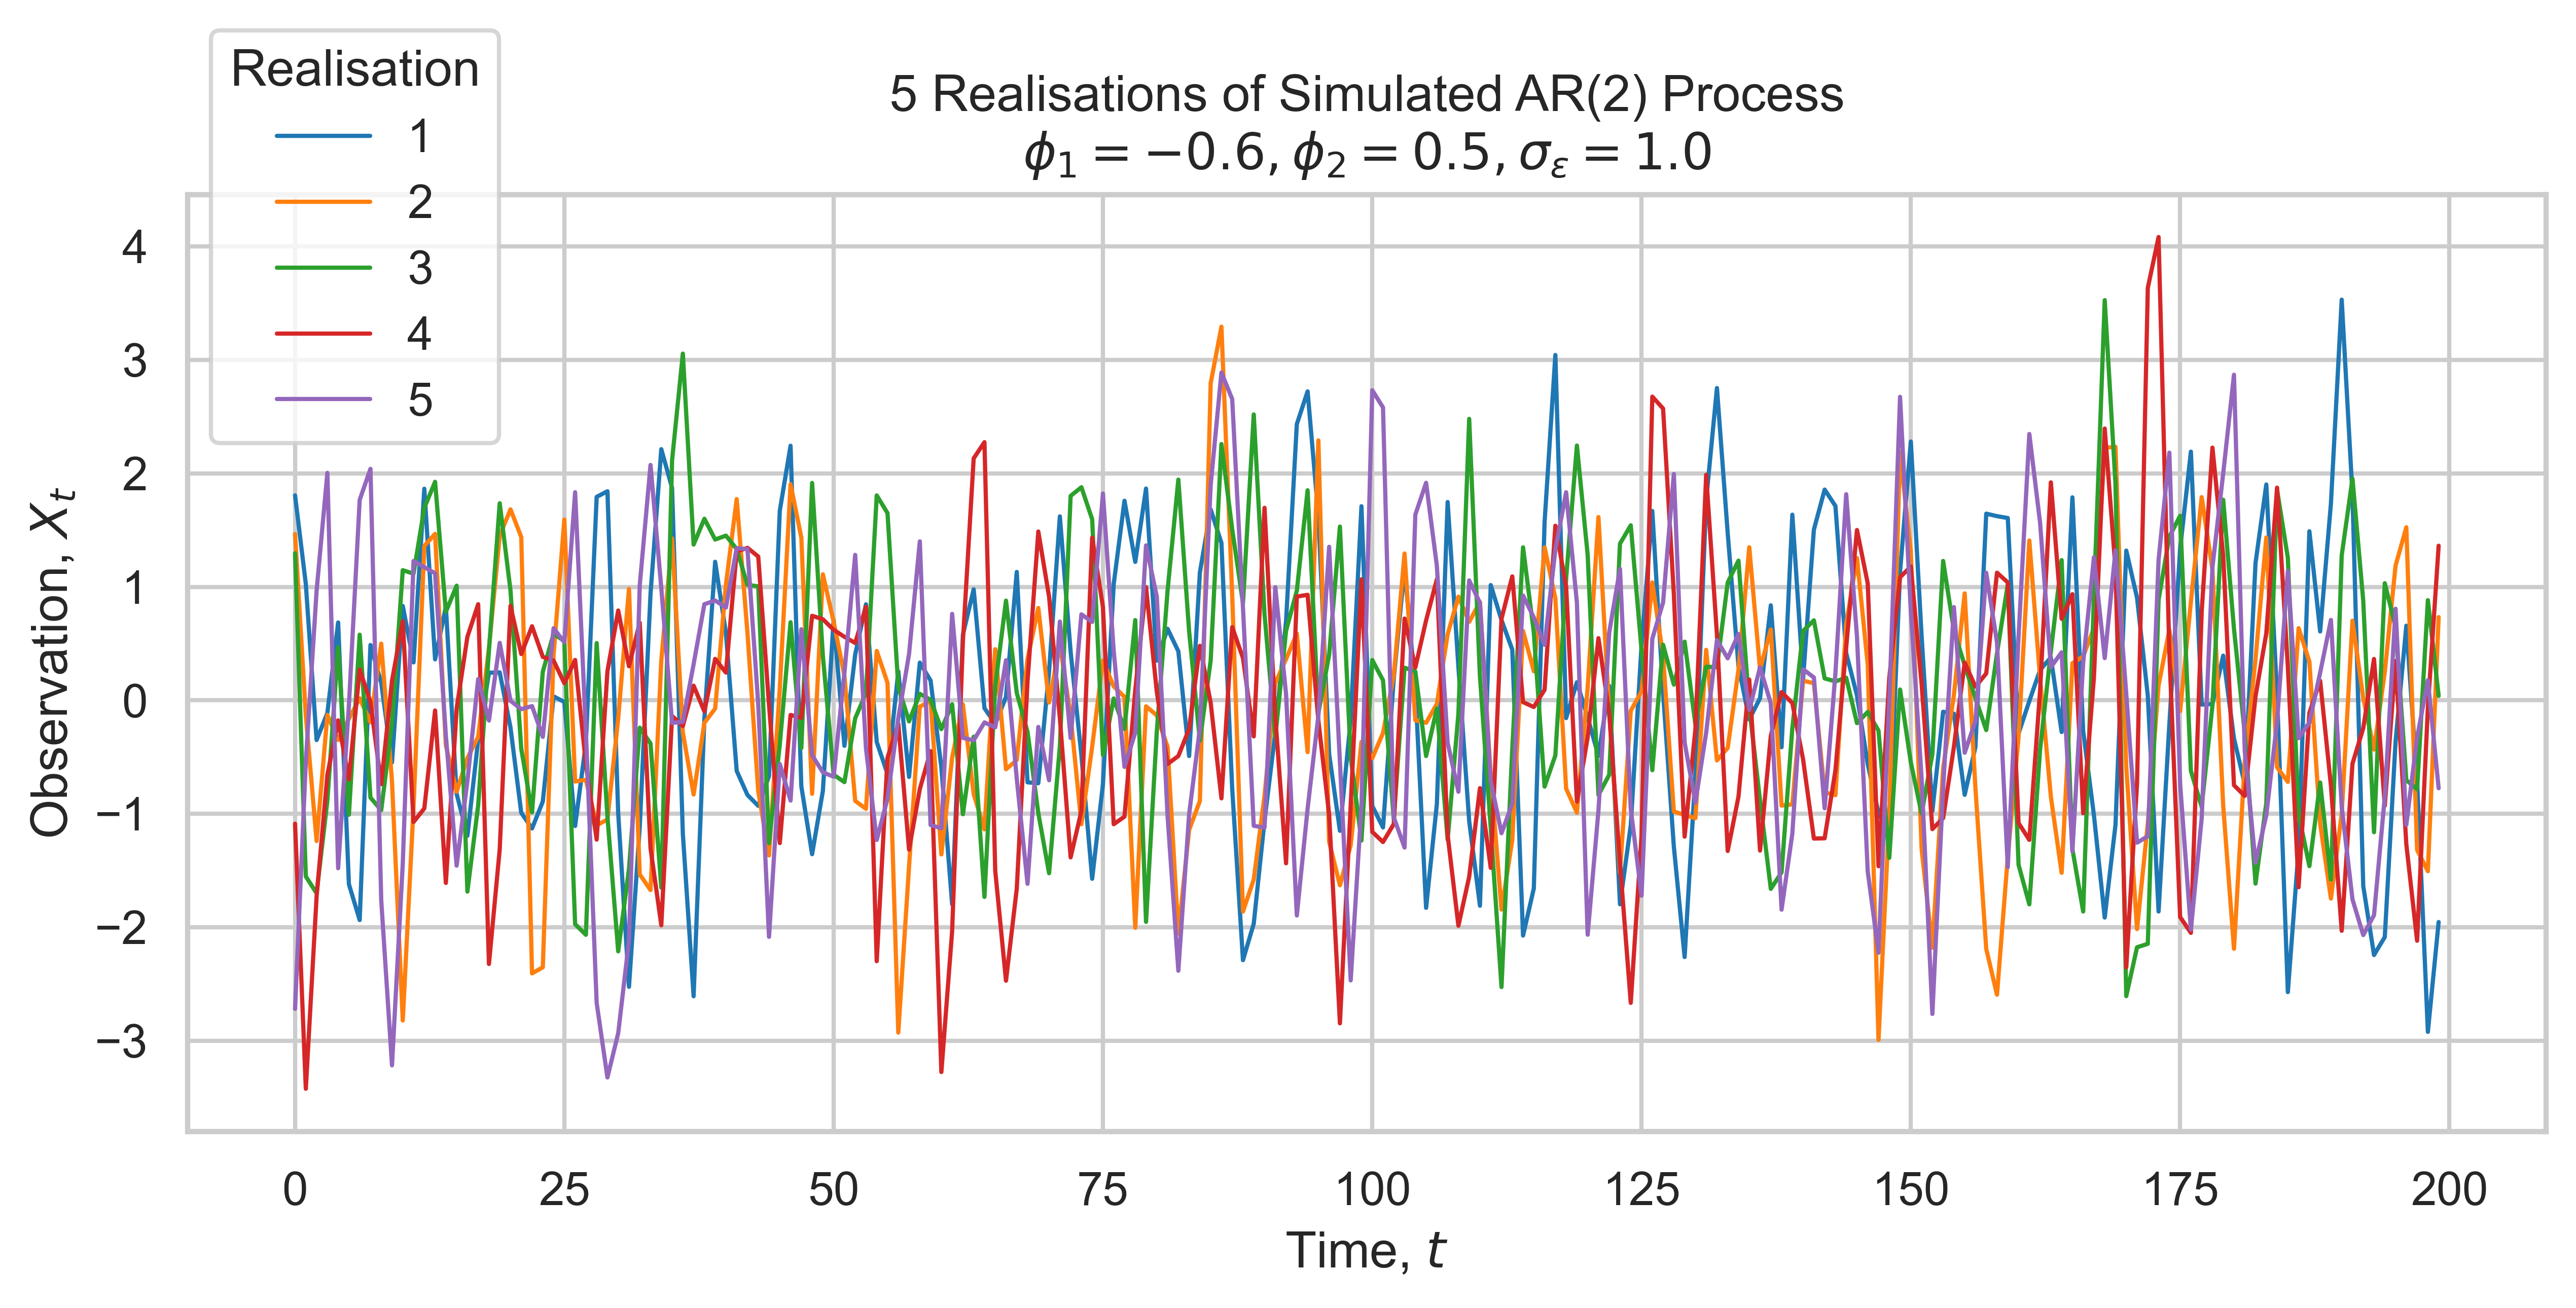 Realisation
1
2
3
4
5
5 Realisations of Simulated AR(2) Process
ϕ₁ = −0.6, ϕ₂ = 0.5, σ_ε = 1.0
Observation, Xₜ
4
3
2
1
0
−1
−2
−3
0 25 50 75 100 125 150 175 200
Time, t